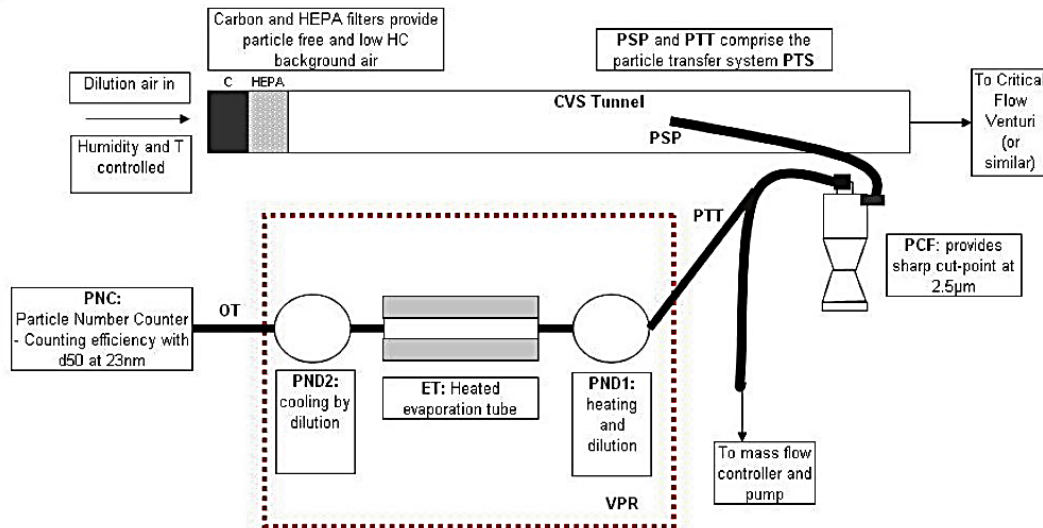 Carbon and HEPA filters provide
particle free and low HC
background air
PSP and PTT comprise the
particle transfer system PTS
Dilution air in
C
HEPA
CVS Tunnel
To Critical
Flow
Venturi
(or
similar)
Humidity and T
controlled
PSP
PTT
PCF: provides
sharp cut-point at
2.5µm
PNC:
Particle Number Counter
- Counting efficiency with
d50 at 23nm
OT
PND2:
cooling by
dilution
ET: Heated
evaporation tube
PND1:
heating
and
dilution
To mass flow
controller and
pump
VPR